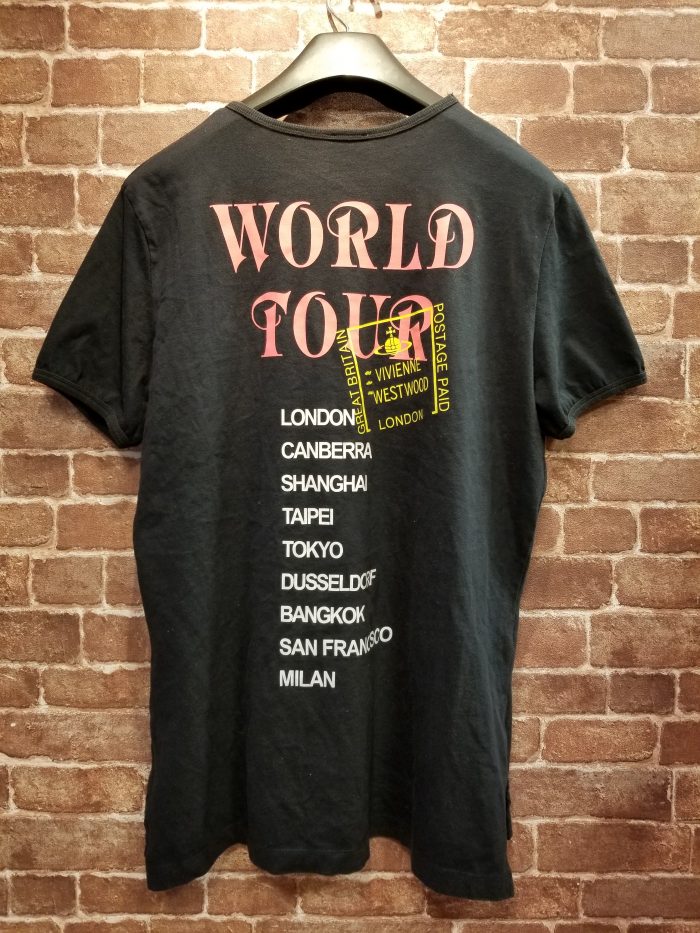 WORLD
TOUR
GREAT BRITAIN
POSTAGE PAID
VIVIENNE
WESTWOOD
LONDON
LONDON
CANBERRA
SHANGHAI
TAIPEI
TOKYO
DUSSELDORF
BANGKOK
SAN FRANCISCO
MILAN